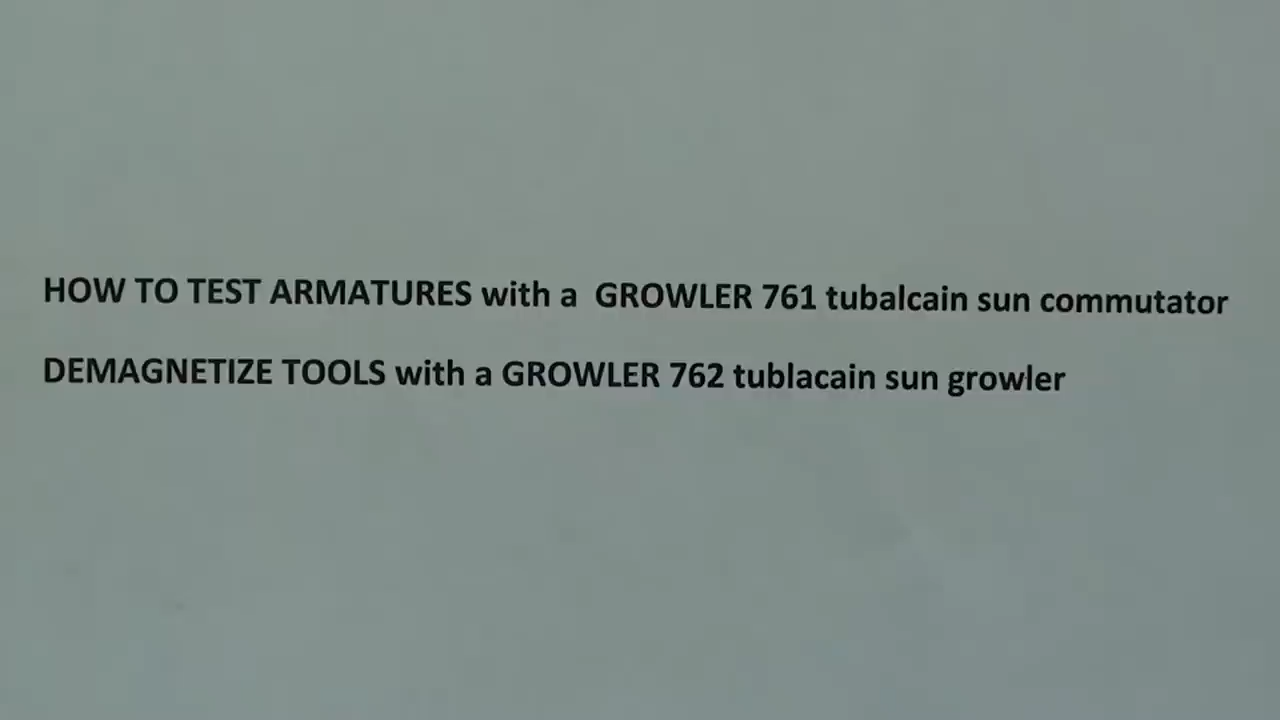 HOW TO TEST ARMATURES with a  GROWLER 761 tubalcain sun commutator
DEMAGNETIZE TOOLS with a GROWLER 762 tublacain sun growler